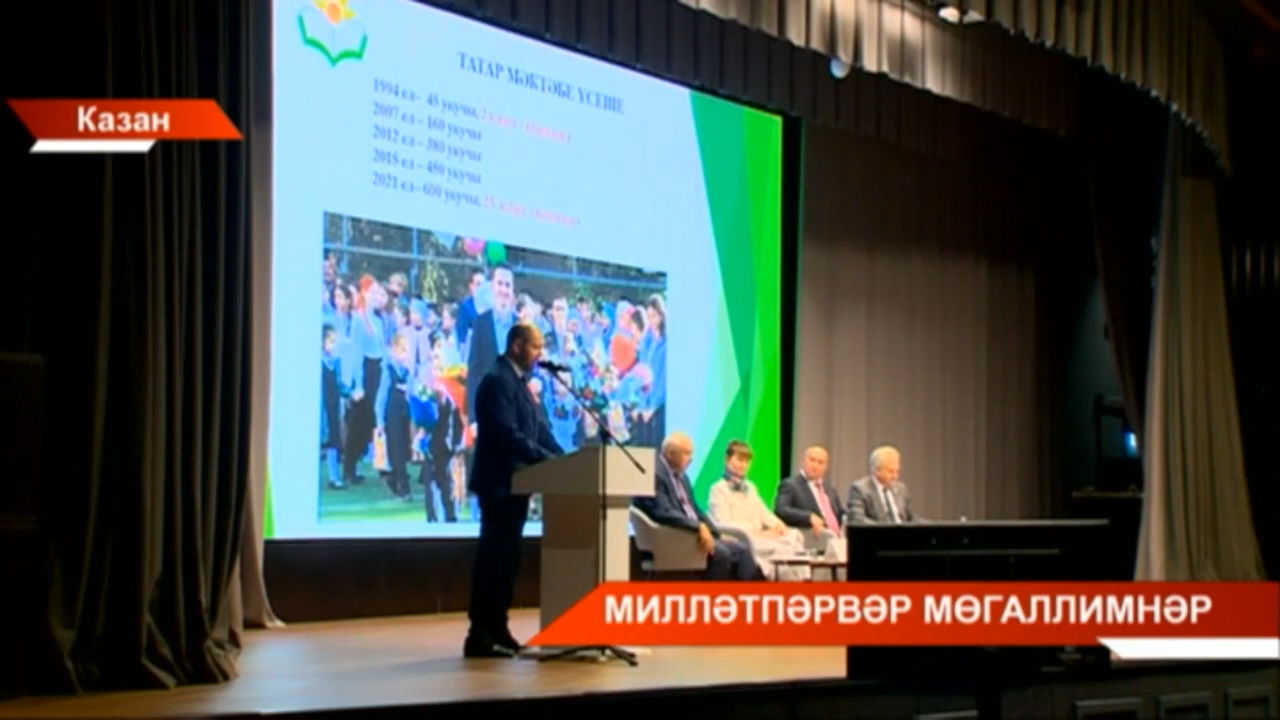 Казан
ТАТАР МӘКТӘБЕ ҮСЕШЕ
1994 ел – 45 укучы,
2007 ел – 160 укучы
2012 ел – 380 укучы
2015 ел – 450 укучы
2021 ел – 600 укучы,
МИЛЛӘТПӘРВӘР МӨГАЛЛИМНӘР